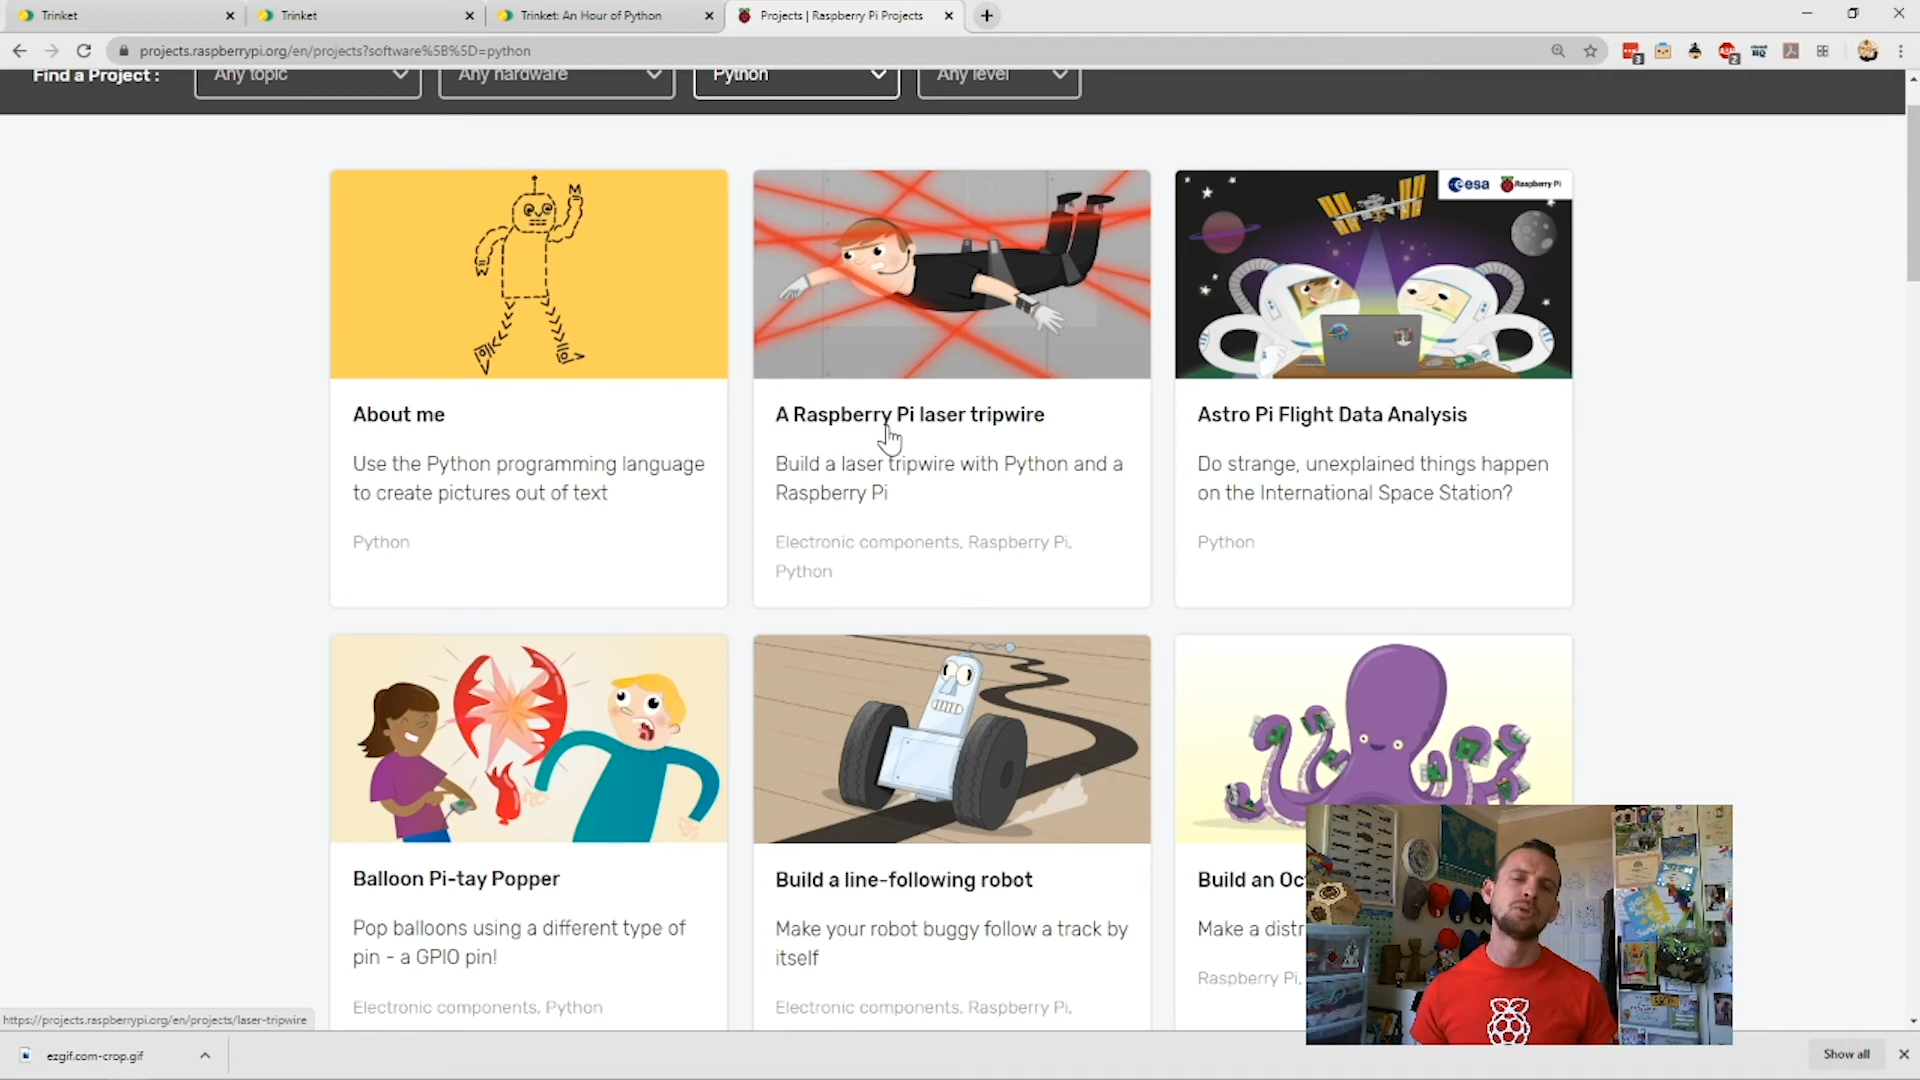 Trinket
Trinket
Trinket: An Hour of Python
Projects | Raspberry Pi Projects
projects.raspberrypi.org/en/projects?software%5B%5D=python
Find a Project :
Any topic
Any hardware
Python
Any level
esa
Raspberry Pi
About me
Use the Python programming language
to create pictures out of text
Python
A Raspberry Pi laser tripwire
Build a laser tripwire with Python and a
Raspberry Pi
Electronic components, Raspberry Pi,
Python
Astro Pi Flight Data Analysis
Do strange, unexplained things happen
on the International Space Station?
Python
Balloon Pi-tay Popper
Pop balloons using a different type of
pin - a GPIO pin!
Electronic components, Python
Build a line-following robot
Make your robot buggy follow a track by
itself
Electronic components, Raspberry Pi,
Build an Oc
Make a distr
Raspberry Pi,
https://projects.raspberrypi.org/en/projects/laser-tripwire
ezgif.com-crop.gif
Show all